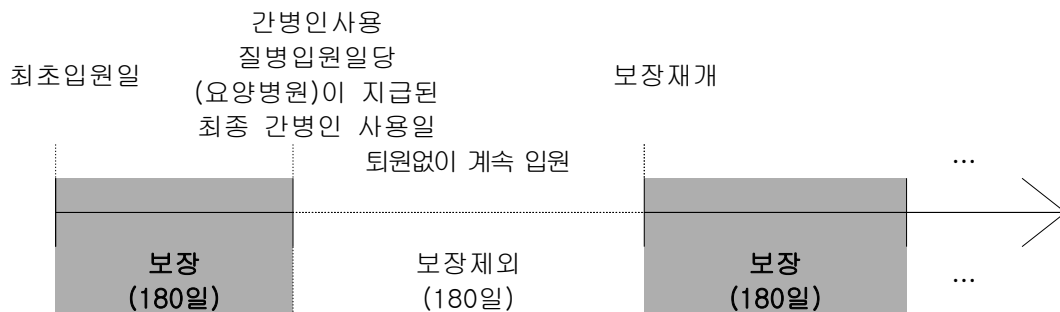 최초입원일
간병인사용
질병입원일당
(요양병원)이 지급된
최종 간병인 사용일
보장재개
퇴원없이 계속 입원
...
보장
(180일)
보장제외
(180일)
보장
(180일)
...